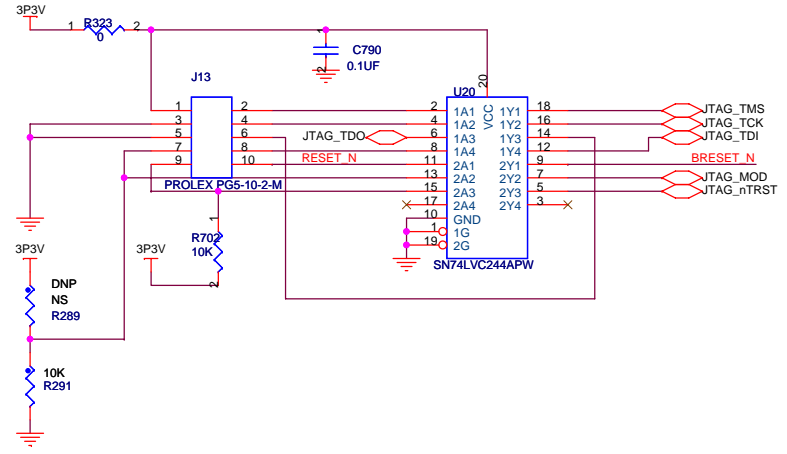 3P3V
1 R323 2
0
C790
0.1UF
1
2
J13
1 2
3 4
5 6
7 8
9 10
PROLEX PG5-10-2-M
JTAG_TDO
RESET_N
U20
20
VCC
2 1A1 1Y1 18
4 1A2 1Y2 16
6 1A3 1Y3 14
8 1A4 1Y4 12
11 2A1 2Y1 9
13 2A2 2Y2 7
15 2A3 2Y3 5
17 2A4 2Y4 3
10 GND
1 1G
19 2G
SN74LVC244APW
JTAG_TMS
JTAG_TCK
JTAG_TDI
BRESET_N
JTAG_MOD
JTAG_nTRST
1
R702
10K
2
3P3V
3P3V
DNP
NS
R289
10K
R291